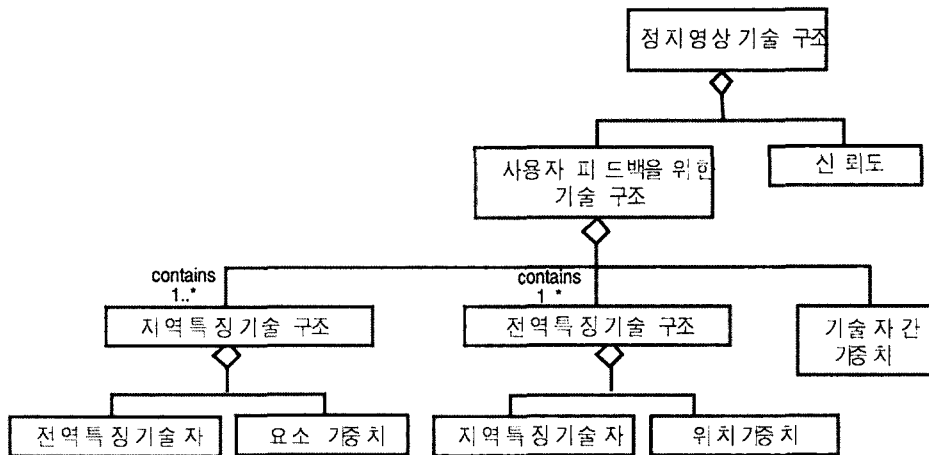 정지영상 기술 구조
사용자 피드백을 위한
기술 구조
신뢰도
contains
1..*
contains
1 *
지역특징기술 구조
전역특징기술 구조
기술자간
가중치
전역특징기술자
요소 가중치
지역특징기술자
위치가중치